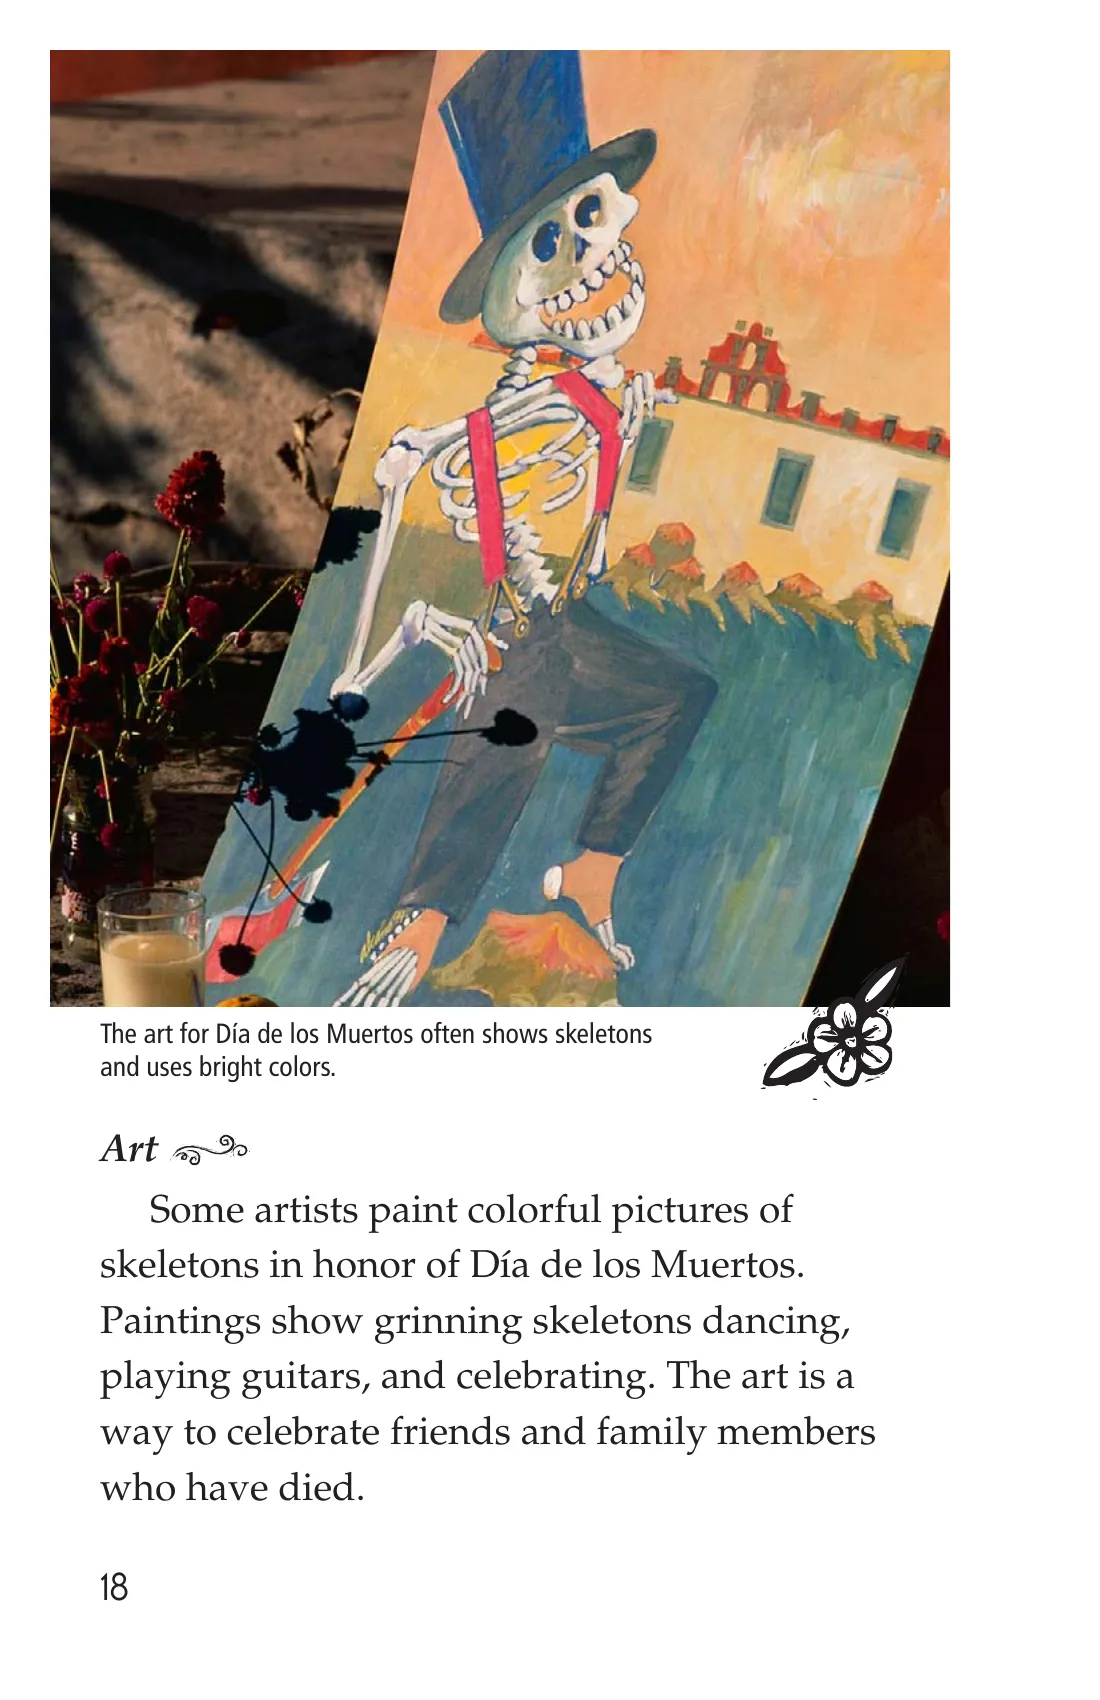 The art for Día de los Muertos often shows skeletons
and uses bright colors.
Art
Some artists paint colorful pictures of
skeletons in honor of Día de los Muertos.
Paintings show grinning skeletons dancing,
playing guitars, and celebrating. The art is a
way to celebrate friends and family members
who have died.
18